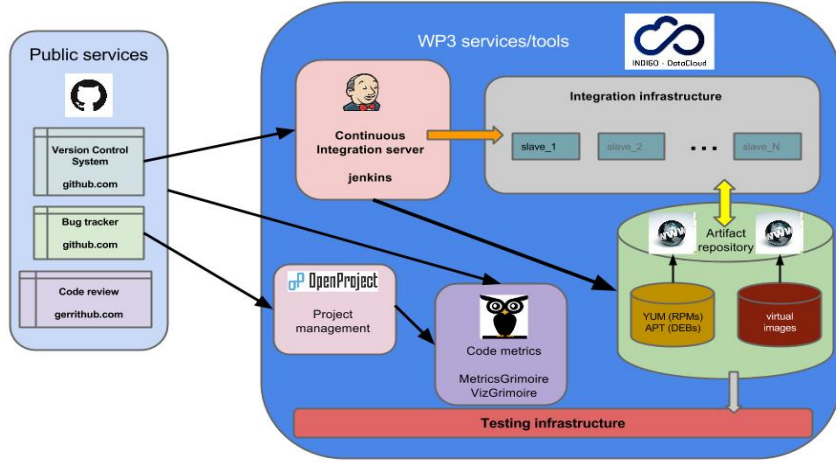 Public services
Version Control
System
github.com
Bug tracker
github.com
Code review
gerrithub.com
WP3 services/tools
INDIGO - DataCloud
Continuous
Integration server
jenkins
Integration infrastructure
slave_1
slave_2
...
slave_N
Artifact
repository
www
www
YUM (RPMs)
APT (DEBs)
virtual
images
OpenProject
Project
management
Code metrics
MetricsGrimoire
VizGrimoire
Testing infrastructure